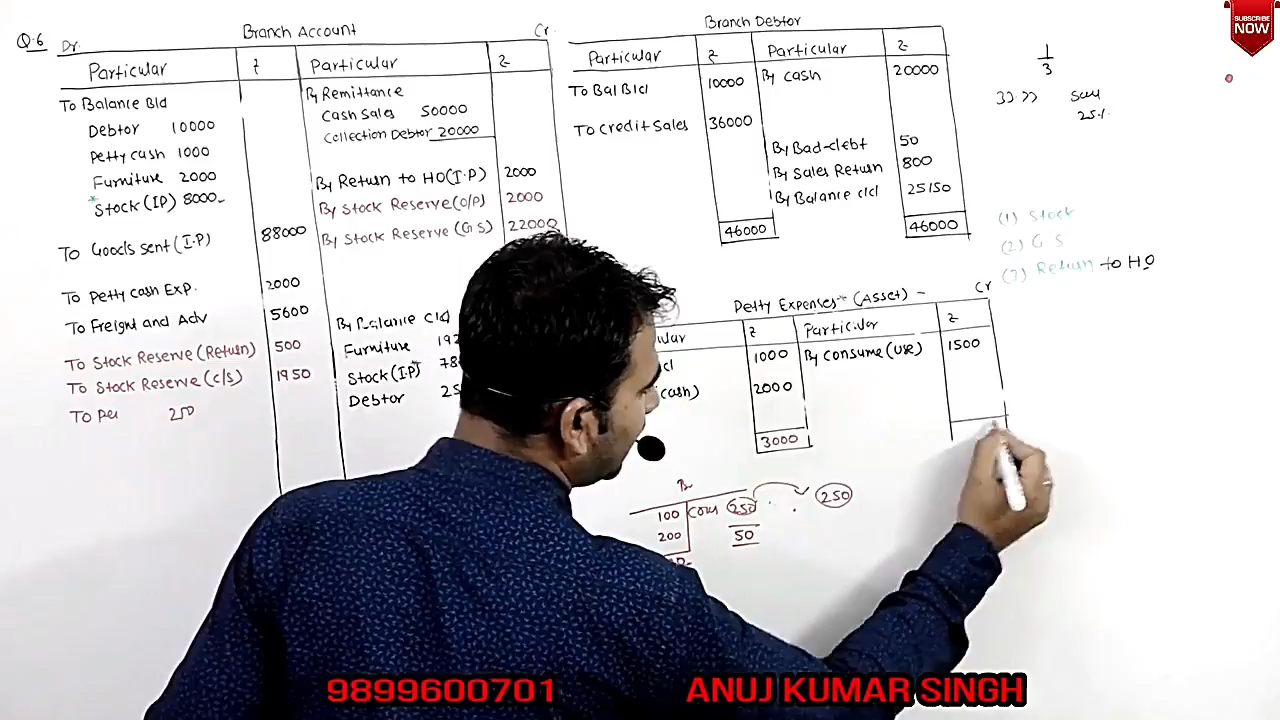 Q.6
Dr.
Branch Account
Cr.
Particular
₹
Particular
₹
To Balance Bld
Debtor 10000
Petty cash 1000
Furniture 2000
*Stock (IP) 8000
To Goods sent (I.P)
88000
To Petty cash Exp.
2000
To Freight and Adv
5600
To Stock Reserve (Return)
500
To Stock Reserve (C/S)
1950
To Pet 250
By Remittance
Cash Sales 50000
Collection Debtor 20000
By Return to HO (I.P)
2000
By Stock Reserve (O/P)
2000
By Stock Reserve (GS)
22000
By Balance C/d
Furniture
Stock (I.P)
Debtor
Branch Debtor
Particular
₹
Particular
₹
To Bal Bld
10000
By cash
20000
To Credit Sales
36000
By Bad-debt
50
By Sales Return
800
By Balance c/d
25150
46000
46000
1
3
25%
(1) Stock
(2) G S
(3) Return to HO
Petty Expenses (Asset)
Cr
₹
Particular
₹
1000
By Consume (Use)
1500
cash)
2000
3000
100
Cons
250
200
50
250
SUBSCRIBE
NOW
9899600701
ANUJ KUMAR SINGH